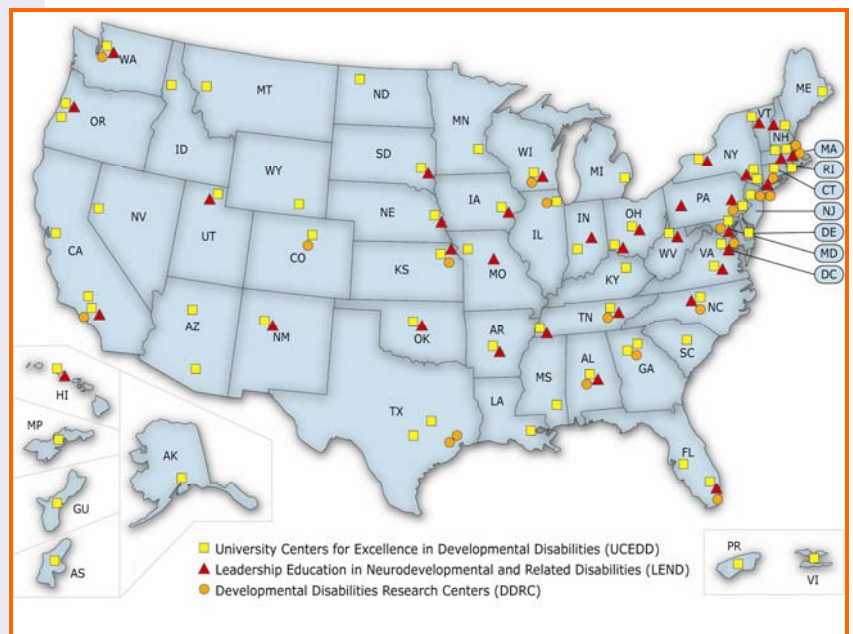 WA
MT
ND
MN
ME
VT
NH
MA
OR
ID
SD
WI
MI
NY
RI
WY
CT
IA
PA
NJ
NE
NV
UT
IL
IN
OH
DE
CA
CO
KS
MO
WV
VA
MD
KY
DC
AZ
NM
OK
AR
TN
NC
SC
MS
AL
GA
TX
LA
HI
MP
AK
FL
GU
AS
PR
VI
University Centers for Excellence in Developmental Disabilities (UCEDD)
Leadership Education in Neurodevelopmental and Related Disabilities (LEND)
Developmental Disabilities Research Centers (DDRC)